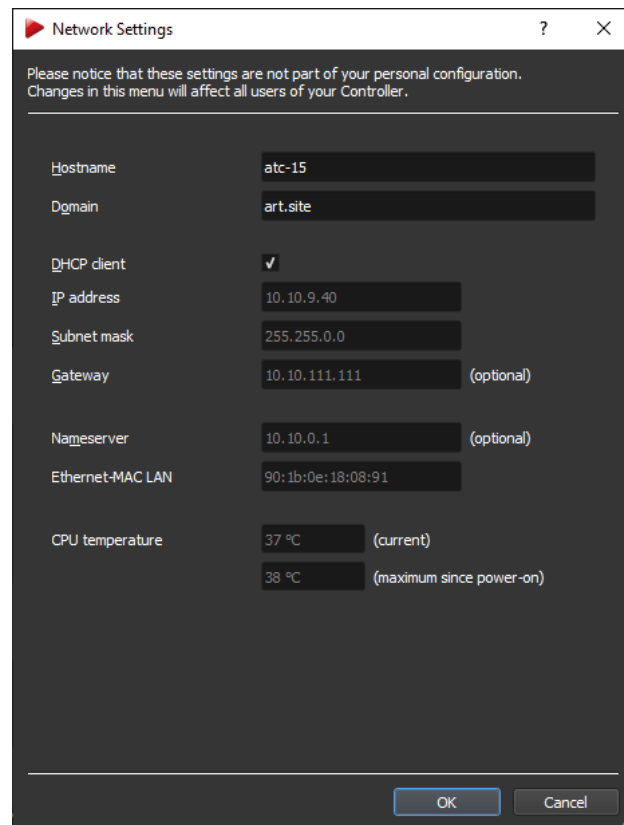 Network Settings
?
Please notice that these settings are not part of your personal configuration.
Changes in this menu will affect all users of your Controller.
Hostname atc-15
Domain art.site
DHCP client
IP address 10.10.9.40
Subnet mask 255.255.0.0
Gateway 10.10.111.111 (optional)
Nameserver 10.10.0.1 (optional)
Ethernet-MAC LAN 90:1b:0e:18:08:91
CPU temperature 37 °C (current)
38 °C (maximum since power-on)
OK Cancel